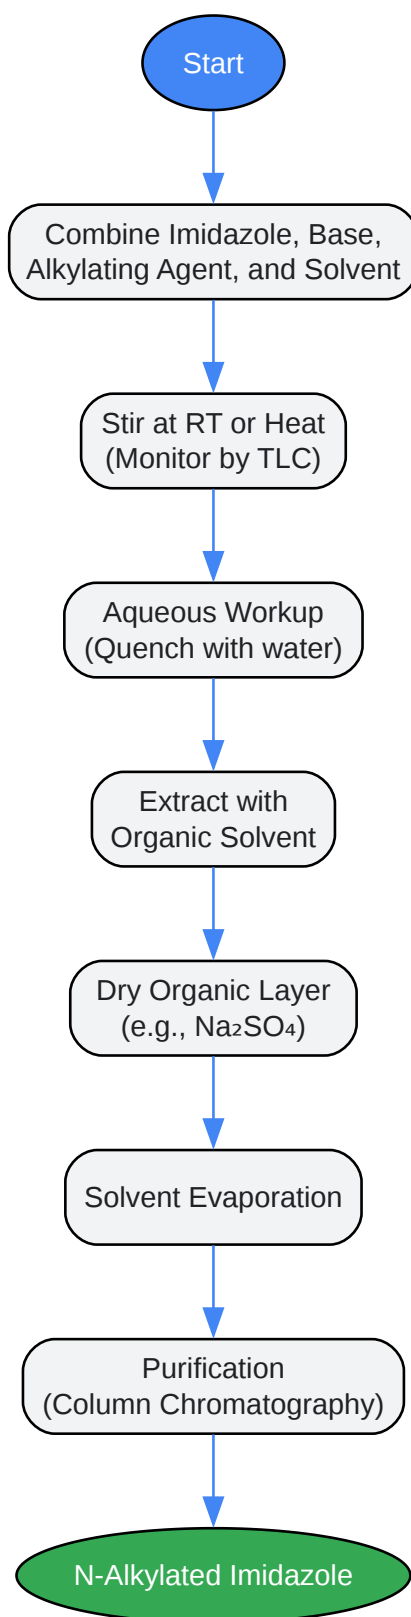 Start
Combine Imidazole, Base,
Alkylating Agent, and Solvent
Stir at RT or Heat
(Monitor by TLC)
Aqueous Workup
(Quench with water)
Extract with
Organic Solvent
Dry Organic Layer
(e.g., Na₂SO₄)
Solvent Evaporation
Purification
(Column Chromatography)
N-Alkylated Imidazole